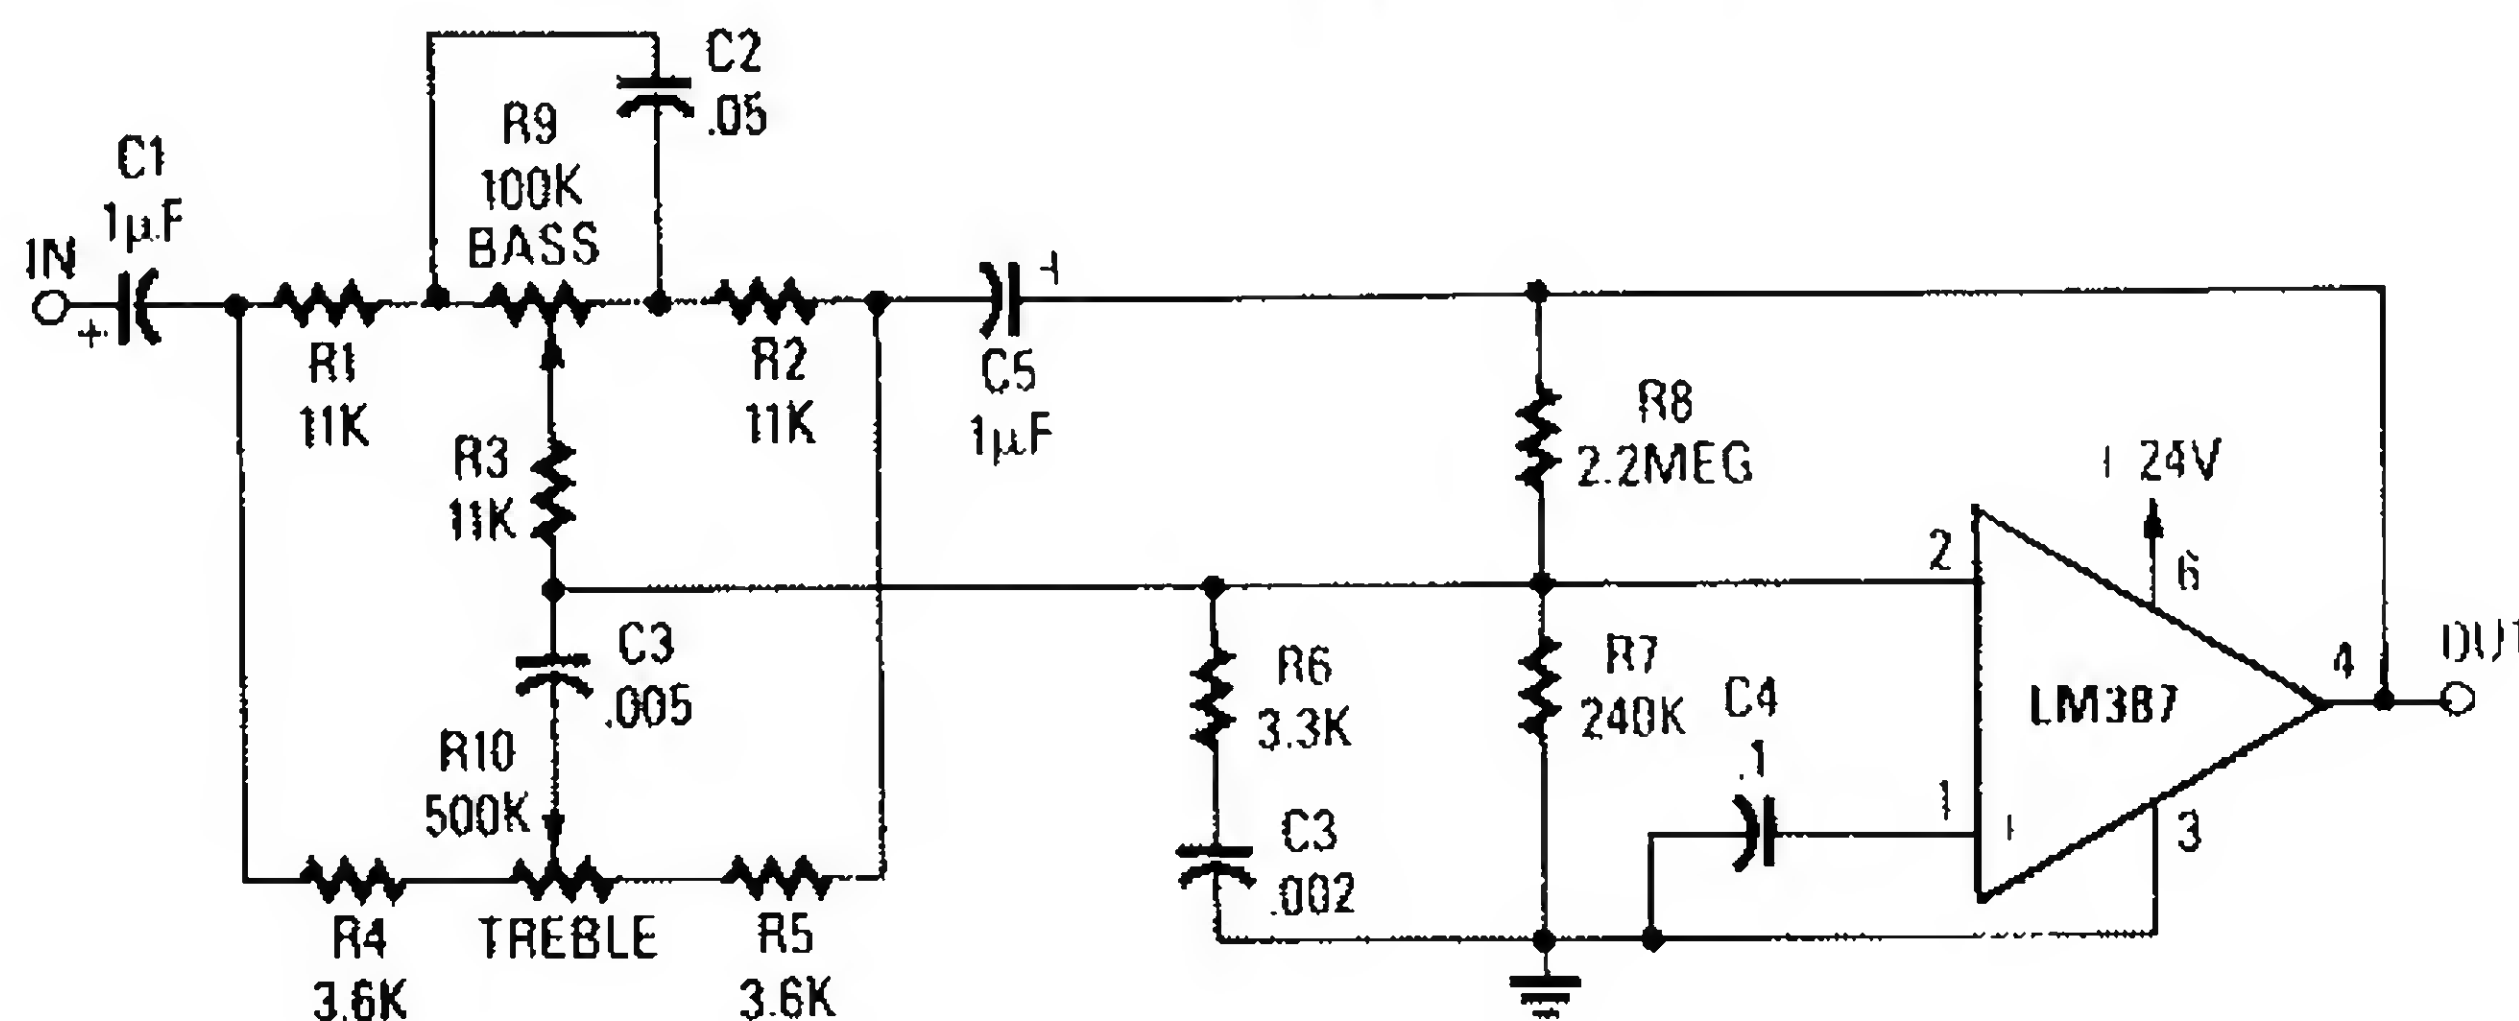 C2
.05
R9
100K
BASS
C1
1µF
IN
+
R1
11K
R2
11K
C5
1µF
+
R3
11K
R8
2.2MEG
+ 24V
2
6
C3
.005
R10
500K
R6
3.3K
R7
240K
C4
.1
LM387
4
OUT
1
+
3
C3
.002
R4
3.6K
TREBLE
R5
3.6K